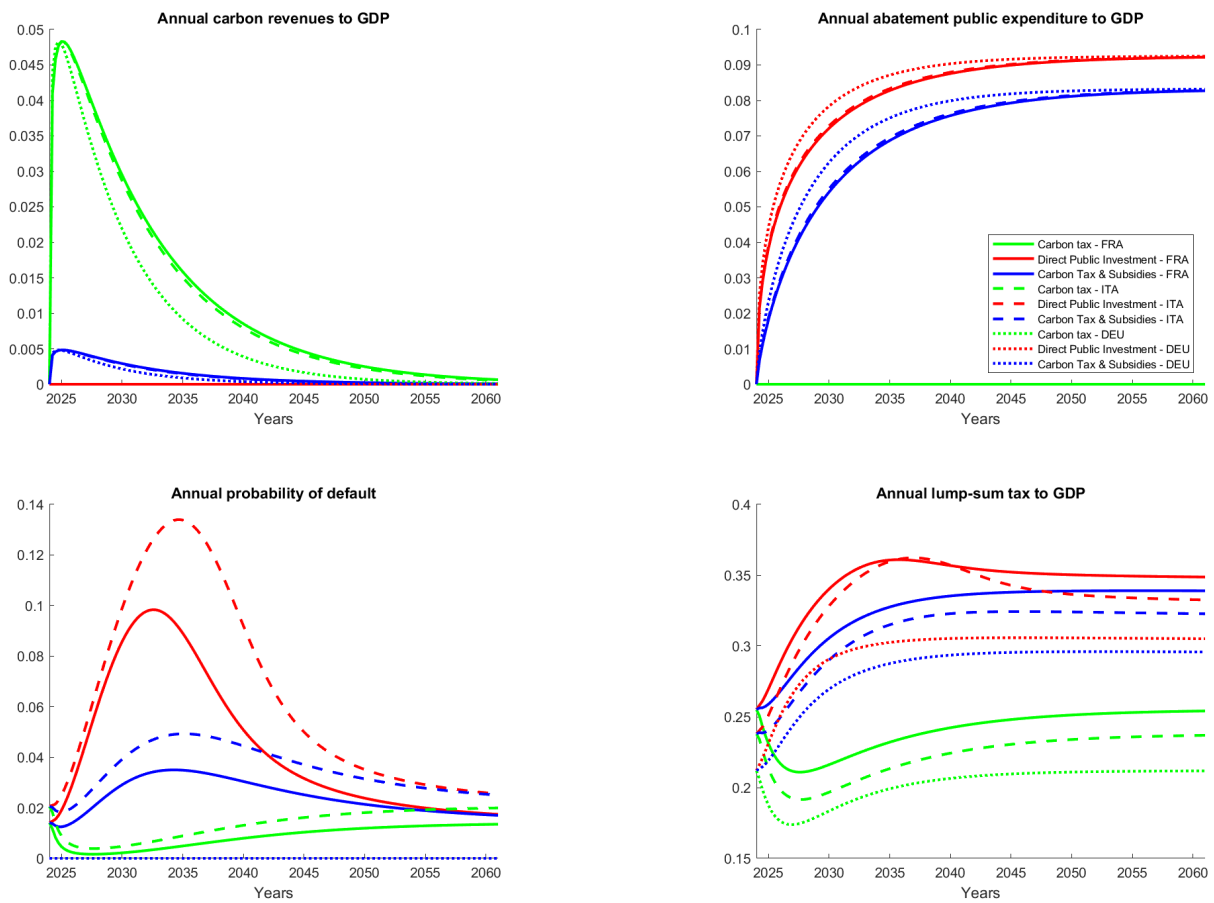 Annual carbon revenues to GDP
0.05
0.045
0.04
0.035
0.03
0.025
0.02
0.015
0.01
0.005
0
2025 2030 2035 2040 2045 2050 2055 2060
Years
Annual abatement public expenditure to GDP
0.1
0.09
0.08
0.07
0.06
0.05
0.04
0.03
0.02
0.01
0
Carbon tax - FRA
Direct Public Investment - FRA
Carbon Tax & Subsidies - FRA
Carbon tax - ITA
Direct Public Investment - ITA
Carbon Tax & Subsidies - ITA
Carbon tax - DEU
Direct Public Investment - DEU
Carbon Tax & Subsidies - DEU
2025 2030 2035 2040 2045 2050 2055 2060
Years
Annual probability of default
0.14
0.12
0.1
0.08
0.06
0.04
0.02
0
2025 2030 2035 2040 2045 2050 2055 2060
Years
Annual lump-sum tax to GDP
0.4
0.35
0.3
0.25
0.2
0.15
2025 2030 2035 2040 2045 2050 2055 2060
Years